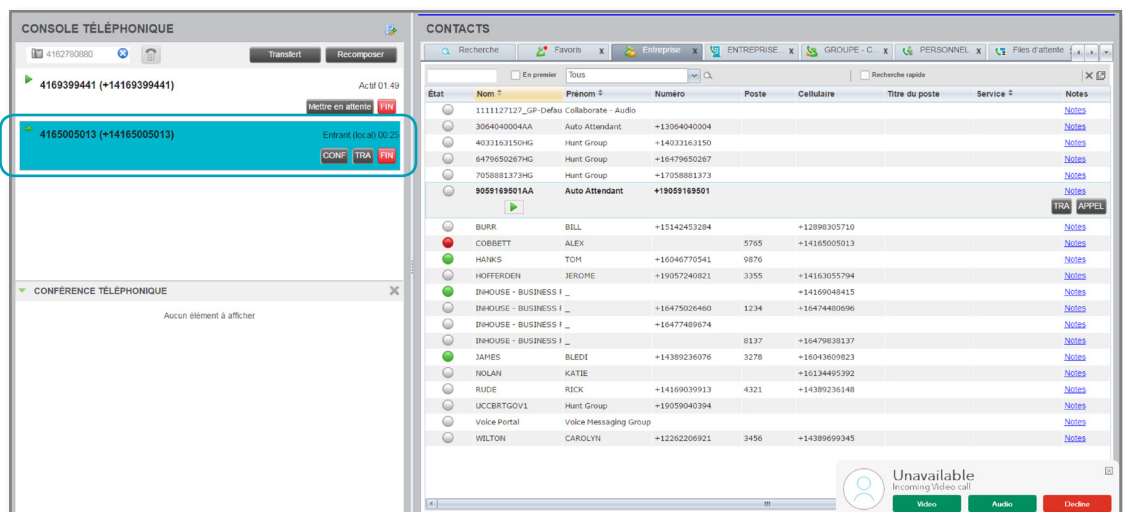 CONSOLE TÉLÉPHONIQUE
4162780880 Transfert Recomposer
4169399441 (+14169399441) Actif 01:49
Mettre en attente FIN
4165005013 (+14165005013) Entrant (local) 00:25
CONF TRA FIN
CONFÉRENCE TÉLÉPHONIQUE
Aucun élément à afficher
CONTACTS
Recherche Favoris x Entreprise x ENTREPRISE... x GROUPE - C... x PERSONNEL x Files d'attente
En premier Tous Recherche rapide
État Nom Prénom Numéro Poste Cellulaire Titre du poste Service Notes
1111127127_GP-Defau Collaborate - Audio Notes
3064040004AA Auto Attendant +13064040004 Notes
4033163150HG Hunt Group +14033163150 Notes
6479650267HG Hunt Group +16479650267 Notes
7058881373HG Hunt Group +17058881373 Notes
9059169501AA Auto Attendant +19059169501 Notes
TRA APPEL
BURR BILL +15142453284 +12898305710 Notes
COBBETT ALEX 5765 +14165005013 Notes
HANKS TOM +16046770541 9876 Notes
HOFFERDEN JEROME +19057240821 3355 +14163055794 Notes
INHOUSE - BUSINESS F _ +14169048415 Notes
INHOUSE - BUSINESS F _ +16475026460 1234 +16474480696 Notes
INHOUSE - BUSINESS F _ +16477489674 Notes
INHOUSE - BUSINESS F _ 8137 +16479838137 Notes
JAMES BLEDI +14389236076 3278 +16043609823 Notes
NOLAN KATIE +16134495392 Notes
RUDE RICK +14169039913 4321 +14389236148 Notes
UCCBRTGOV1 Hunt Group +19059040394 Notes
Voice Portal Voice Messaging Group Notes
WILTON CAROLYN +12262206921 3456 +14389699345 Notes
Unavailable
Incoming Video call
Video Audio Decline